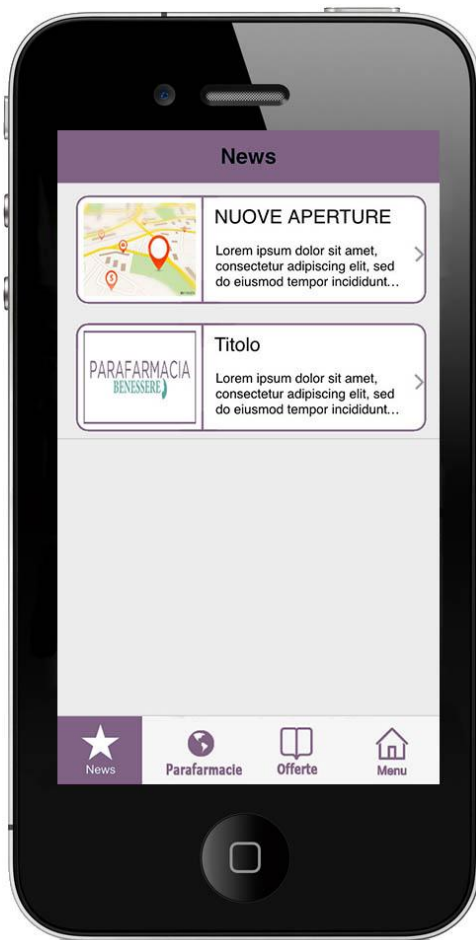 News
NUOVE APERTURE
Lorem ipsum dolor sit amet,
consectetur adipiscing elit, sed
do eiusmod tempor incididunt...
PARAFARMACIA
BENESSERE
Titolo
Lorem ipsum dolor sit amet,
consectetur adipiscing elit, sed
do eiusmod tempor incididunt...
News
Parafarmacie
Offerte
Menu